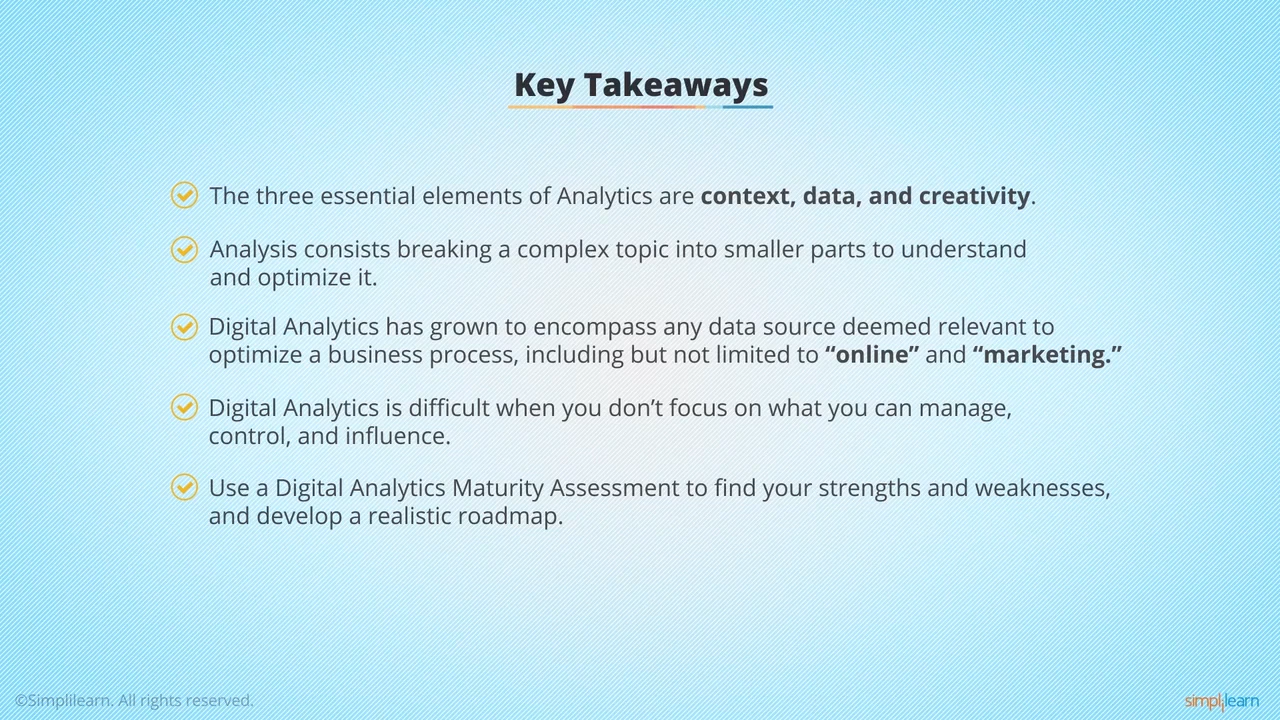 Key Takeaways
The three essential elements of Analytics are context, data, and creativity.
Analysis consists breaking a complex topic into smaller parts to understand
and optimize it.
Digital Analytics has grown to encompass any data source deemed relevant to
optimize a business process, including but not limited to “online” and “marketing.”
Digital Analytics is difficult when you don’t focus on what you can manage,
control, and influence.
Use a Digital Analytics Maturity Assessment to find your strengths and weaknesses,
and develop a realistic roadmap.
©Simplilearn. All rights reserved.
simplilearn